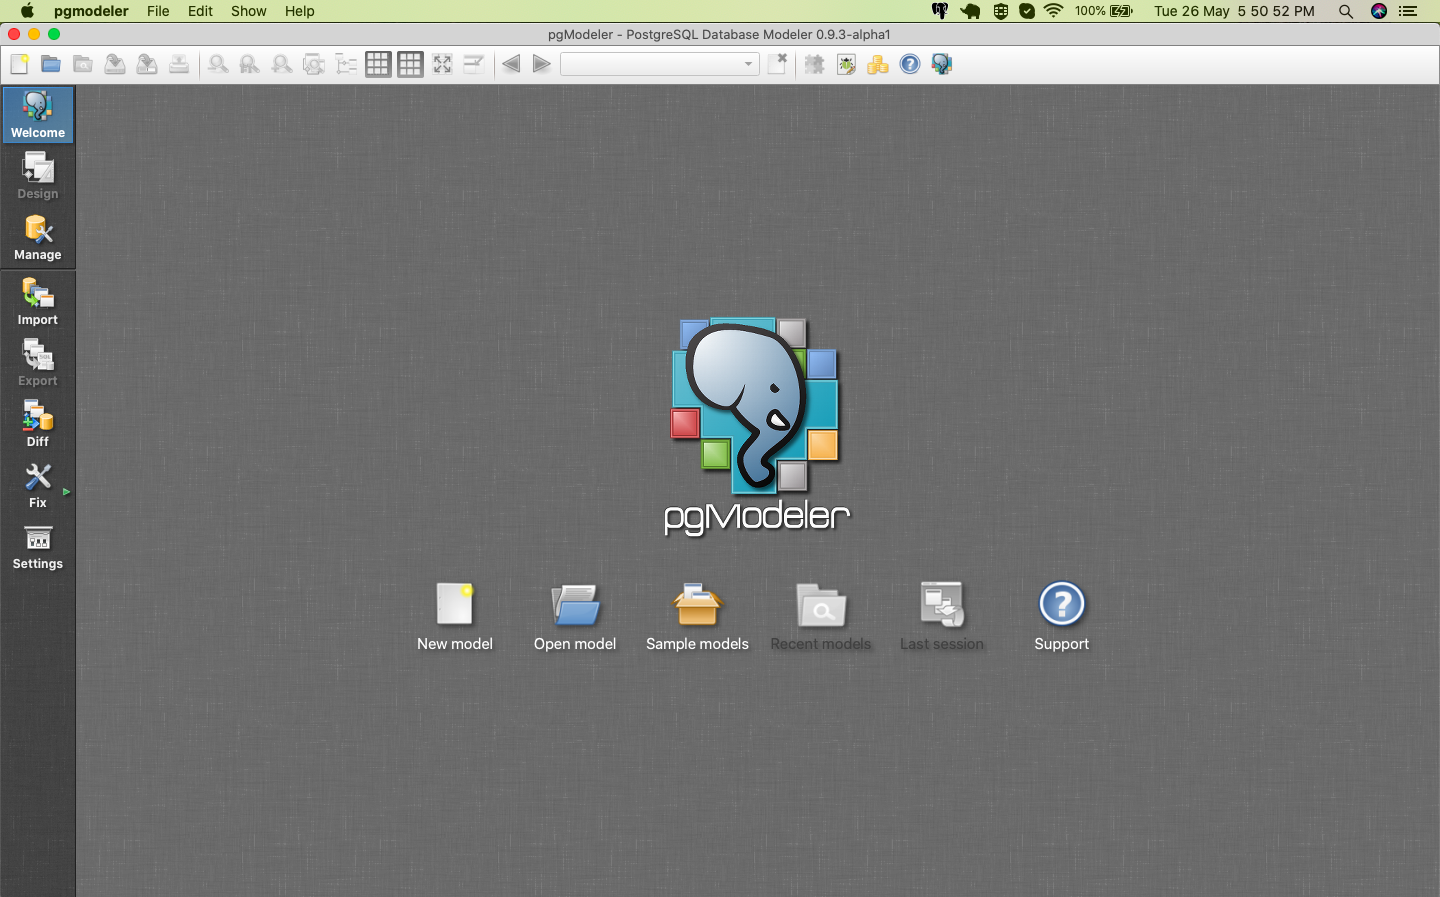 pgmodeler File Edit Show Help 100% Tue 26 May 5 50 52 PM
pgModeler - PostgreSQL Database Modeler 0.9.3-alpha1
Welcome
Design
Manage
Import
Export
Diff
Fix
Settings
pgModeler
New model Open model Sample models Recent models Last session Support